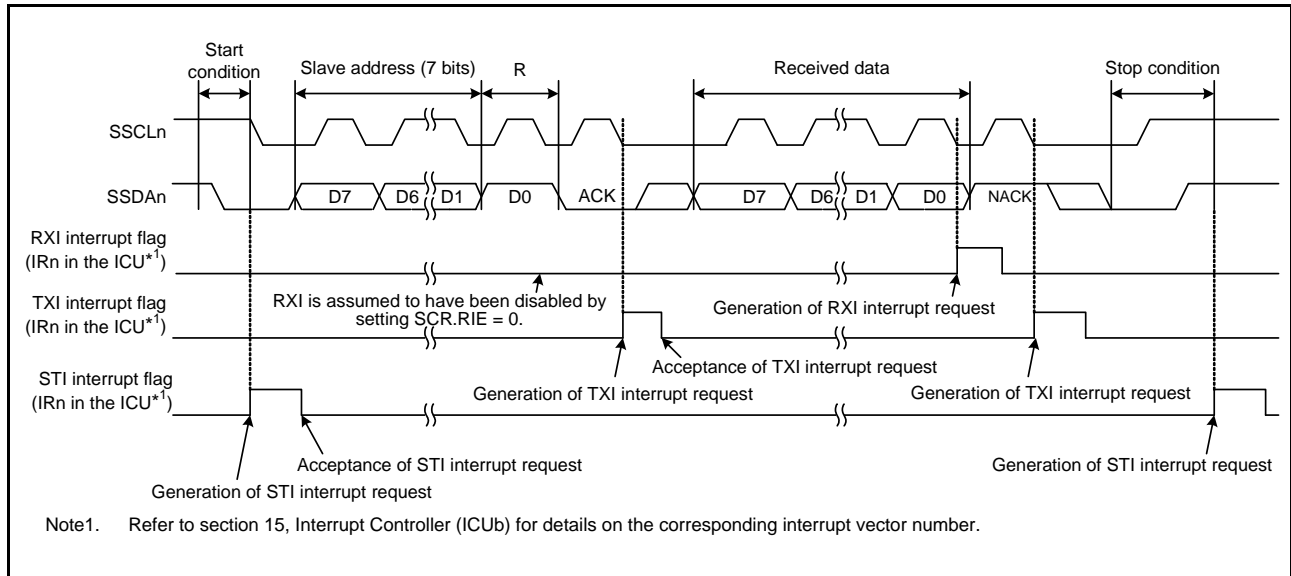 Start
condition
Slave address (7 bits)
R
Received data
Stop condition
SSCLn
SSDAn
D7
D6
D1
D0
ACK
D7
D6
D1
D0
NACK
RXI interrupt flag
(IRn in the ICU*1)
RXI is assumed to have been disabled by
setting SCR.RIE = 0.
Generation of RXI interrupt request
TXI interrupt flag
(IRn in the ICU*1)
Acceptance of TXI interrupt request
Generation of TXI interrupt request
Generation of TXI interrupt request
STI interrupt flag
(IRn in the ICU*1)
Acceptance of STI interrupt request
Generation of STI interrupt request
Generation of STI interrupt request
Note1. Refer to section 15, Interrupt Controller (ICUb) for details on the corresponding interrupt vector number.